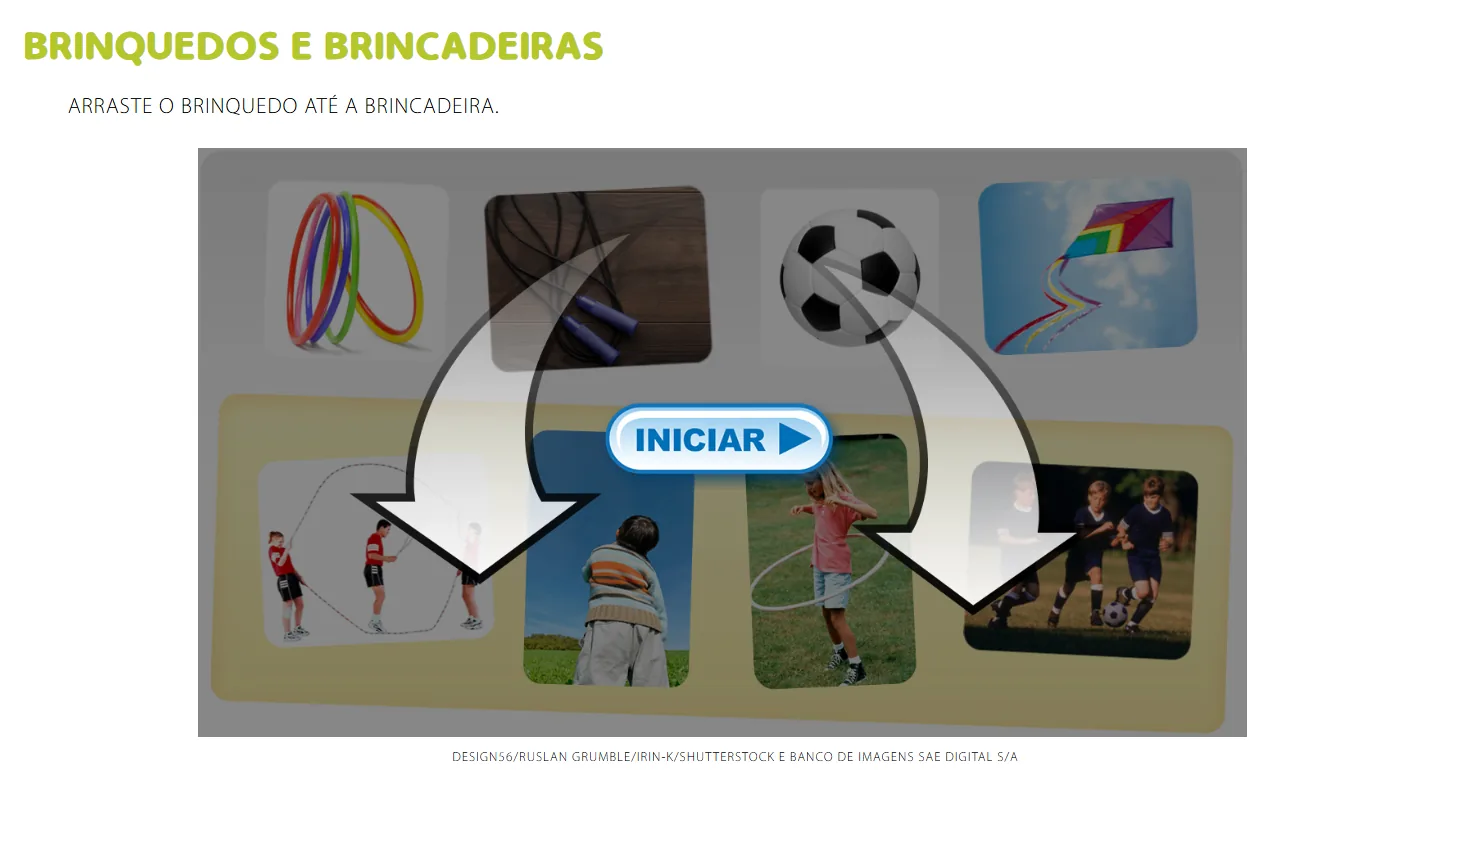 BRINQUEDOS E BRINCADEIRAS
ARRASTE O BRINQUEDO ATÉ A BRINCADEIRA.
INICIAR
DESIGN56/RUSLAN GRUMBLE/IRIN-K/SHUTTERSTOCK E BANCO DE IMAGENS SAE DIGITAL S/A